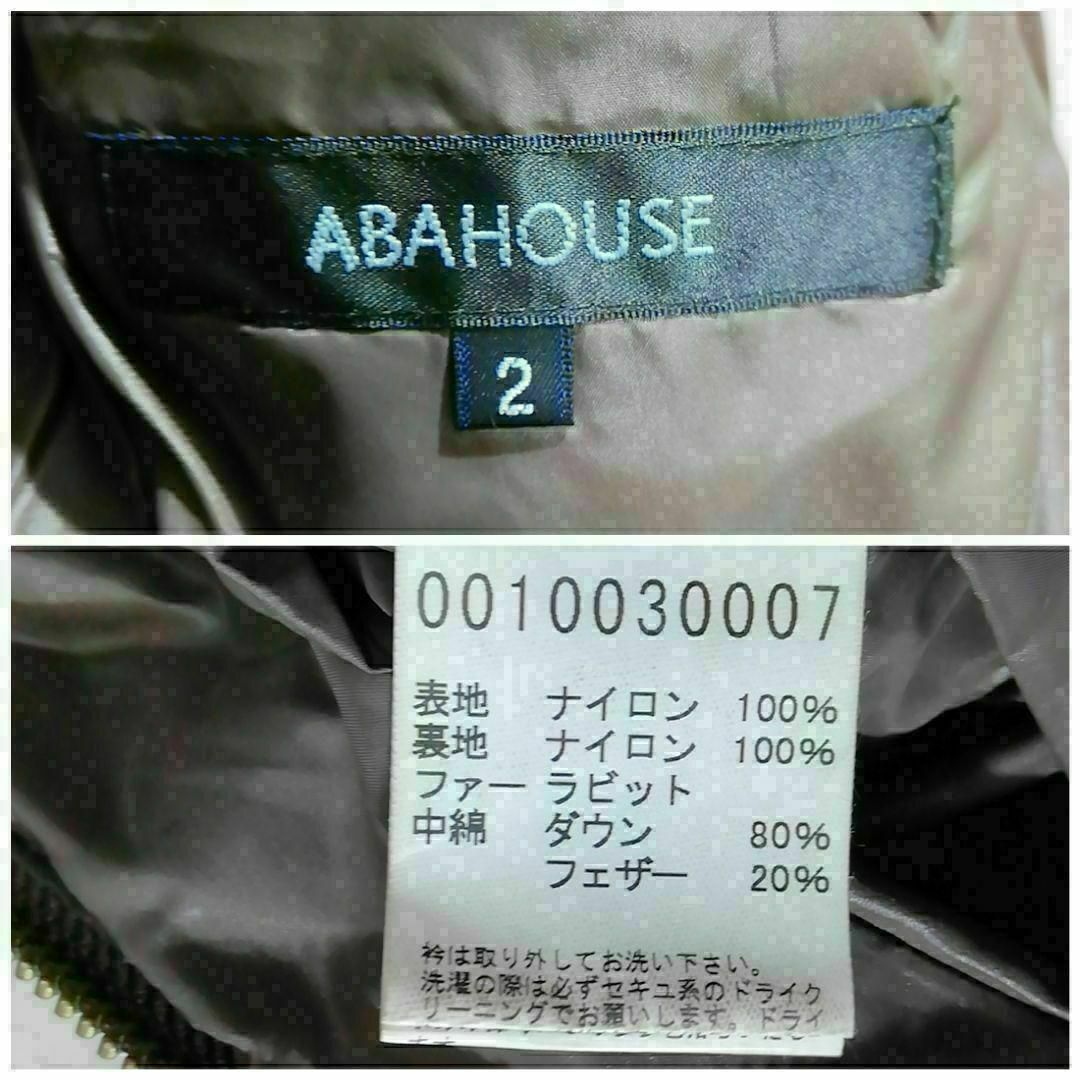 ABAHOUSE
2
0010030007
表地 ナイロン 100%
裏地 ナイロン 100%
ファー ラビット
中綿 ダウン 80%
フェザー 20%
衿は取り外してお洗い下さい。
洗濯の際は必ずセキユ系のドライク
リーニングでお願いします。ドライ